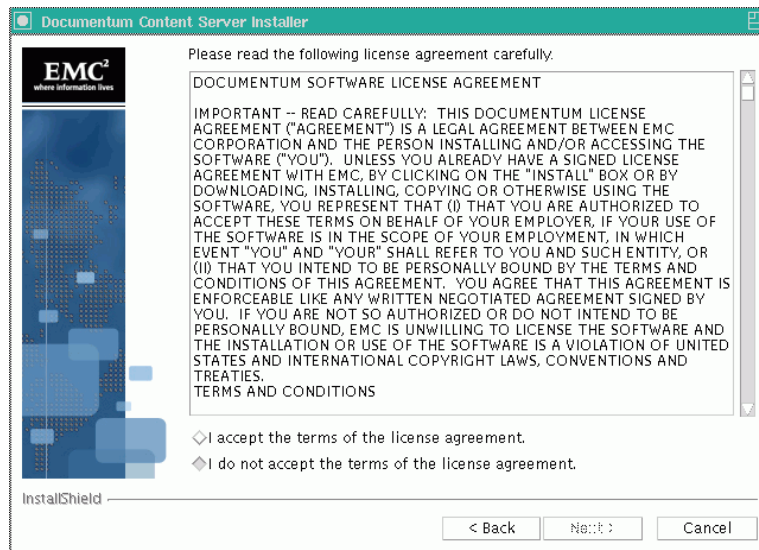 Documentum Content Server Installer
Please read the following license agreement carefully.
EMC²
where information lives
DOCUMENTUM SOFTWARE LICENSE AGREEMENT
IMPORTANT -- READ CAREFULLY: THIS DOCUMENTUM LICENSE
AGREEMENT ("AGREEMENT") IS A LEGAL AGREEMENT BETWEEN EMC
CORPORATION AND THE PERSON INSTALLING AND/OR ACCESSING THE
SOFTWARE ("YOU"). UNLESS YOU ALREADY HAVE A SIGNED LICENSE
AGREEMENT WITH EMC, BY CLICKING ON THE "INSTALL" BOX OR BY
DOWNLOADING, INSTALLING, COPYING OR OTHERWISE USING THE
SOFTWARE, YOU REPRESENT THAT (I) THAT YOU ARE AUTHORIZED TO
ACCEPT THESE TERMS ON BEHALF OF YOUR EMPLOYER, IF YOUR USE OF
THE SOFTWARE IS IN THE SCOPE OF YOUR EMPLOYMENT, IN WHICH
EVENT "YOU" AND "YOUR" SHALL REFER TO YOU AND SUCH ENTITY, OR
(II) THAT YOU INTEND TO BE PERSONALLY BOUND BY THE TERMS AND
CONDITIONS OF THIS AGREEMENT. YOU AGREE THAT THIS AGREEMENT IS
ENFORCEABLE LIKE ANY WRITTEN NEGOTIATED AGREEMENT SIGNED BY
YOU. IF YOU ARE NOT SO AUTHORIZED OR DO NOT INTEND TO BE
PERSONALLY BOUND, EMC IS UNWILLING TO LICENSE THE SOFTWARE AND
THE INSTALLATION OR USE OF THE SOFTWARE IS A VIOLATION OF UNITED
STATES AND INTERNATIONAL COPYRIGHT LAWS, CONVENTIONS AND
TREATIES.
TERMS AND CONDITIONS
I accept the terms of the license agreement.
I do not accept the terms of the license agreement.
InstallShield
< Back
Next >
Cancel